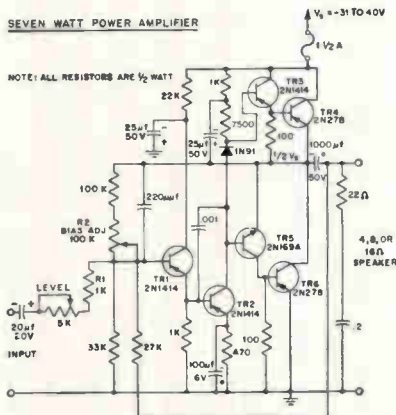 SEVEN WATT POWER AMPLIFIER
Vs = -31 TO 40V
1 1/2 A
NOTE: ALL RESISTORS ARE 1/2 WATT
22K
1K
TR3
2N1414
TR4
2N278
25µf
50V
+
25µf
50V
+
7500
1N91
100
1/2 Vs
1000µf
+
50V
100K
220µµf
.001
22Ω
R2
BIAS ADJ
100K
TR5
2N169A
4,8,OR
16Ω
SPEAKER
LEVEL
R1
1K
TR1
2N1414
TR6
2N278
TR2
2N1414
- +
20µf
60V
5K
INPUT
33K
27K
1K
100µf
6V
+
470
100
.2